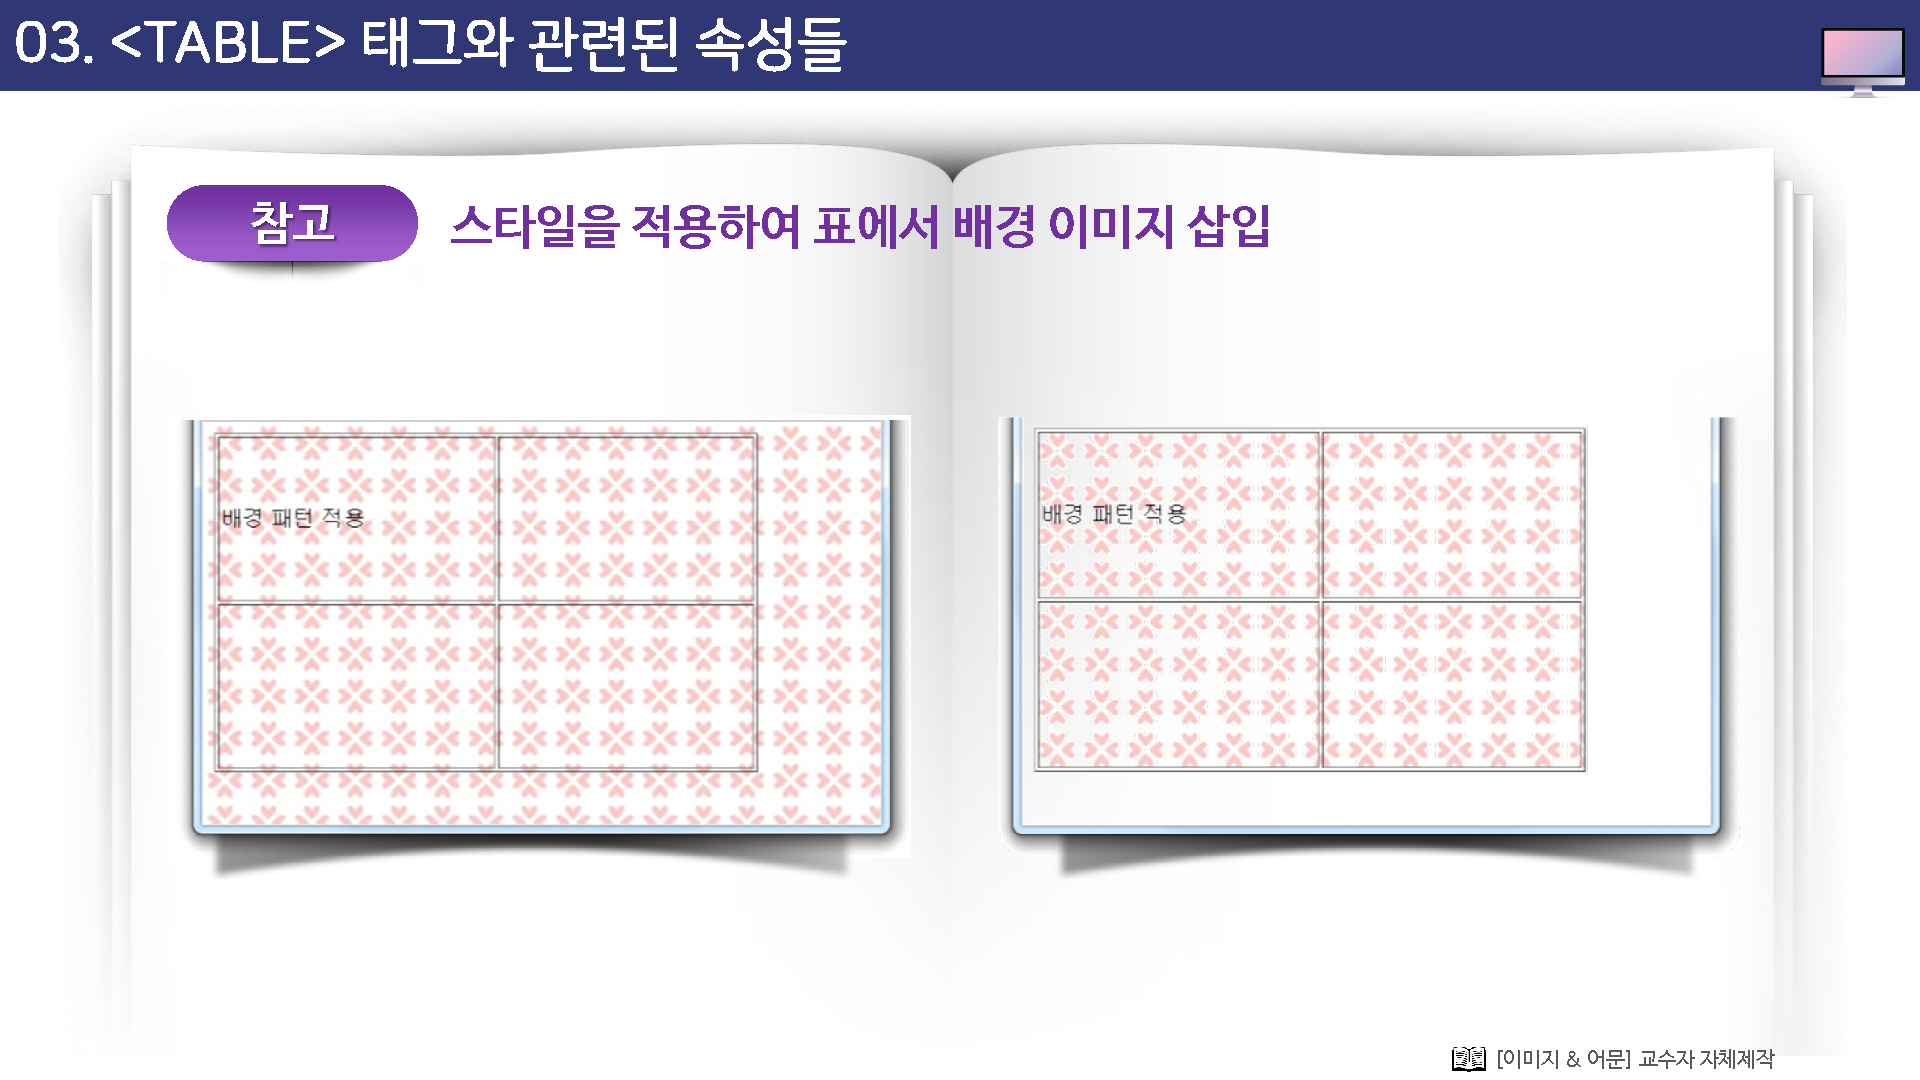 03. <TABLE> 태그와 관련된 속성들
참고
스타일을 적용하여 표에서 배경 이미지 삽입
배경 패턴 적용
배경 패턴 적용
[이미지 & 어문] 교수자 자체제작